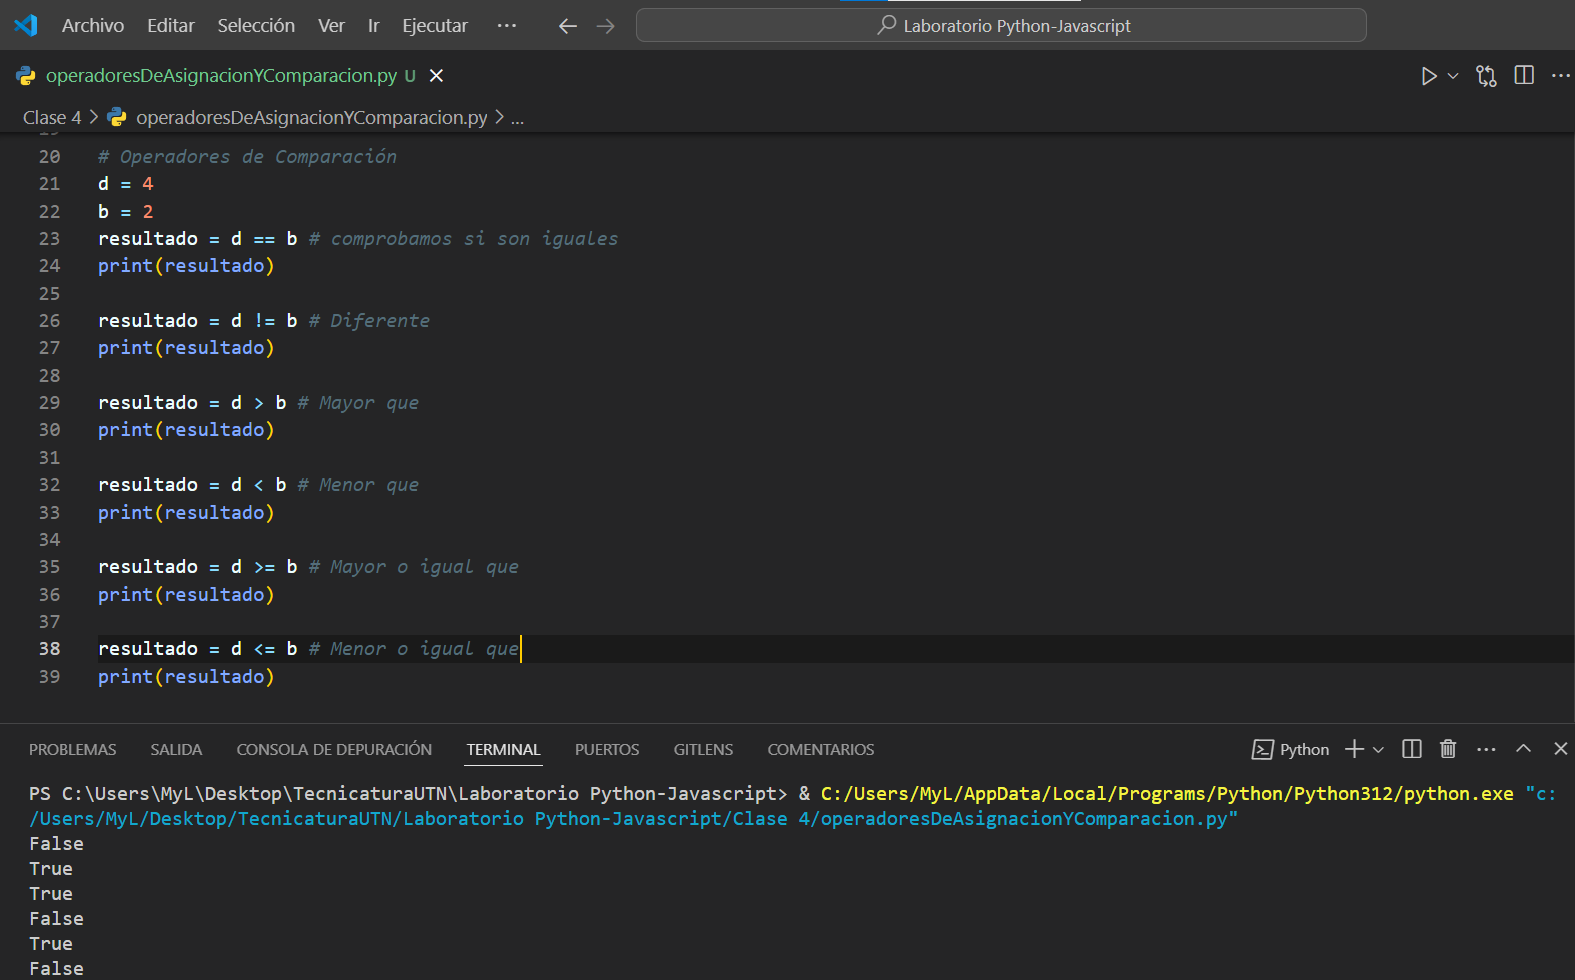 Archivo Editar Selección Ver Ir Ejecutar ··· Laboratorio Python-Javascript
operadoresDeAsignacionYComparacion.py U
Clase 4 > operadoresDeAsignacionYComparacion.py > ...
20 # Operadores de Comparación
21 d = 4
22 b = 2
23 resultado = d == b # comprobamos si son iguales
24 print(resultado)
25
26 resultado = d != b # Diferente
27 print(resultado)
28
29 resultado = d > b # Mayor que
30 print(resultado)
31
32 resultado = d < b # Menor que
33 print(resultado)
34
35 resultado = d >= b # Mayor o igual que
36 print(resultado)
37
38 resultado = d <= b # Menor o igual que
39 print(resultado)
PROBLEMAS SALIDA CONSOLA DE DEPURACIÓN TERMINAL PUERTOS GITLENS COMENTARIOS Python
PS C:\Users\MyL\Desktop\TecnicaturaUTN\Laboratorio Python-Javascript> & C:/Users/MyL/AppData/Local/Programs/Python/Python312/python.exe "c:
/Users/MyL/Desktop/TecnicaturaUTN/Laboratorio Python-Javascript/Clase 4/operadoresDeAsignacionYComparacion.py"
False
True
True
False
True
False